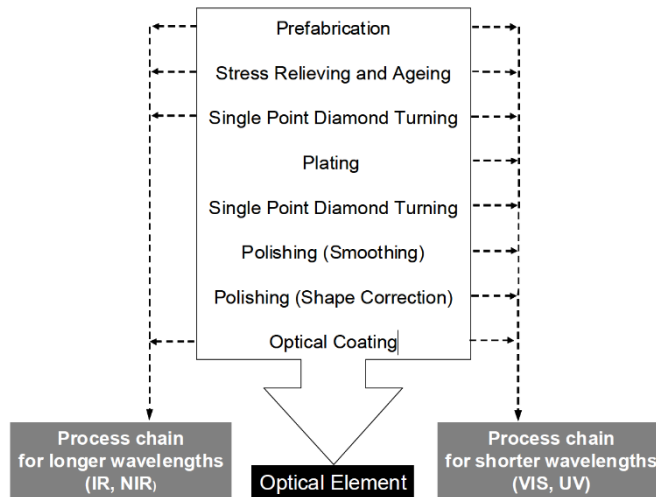 Prefabrication
Stress Relieving and Ageing
Single Point Diamond Turning
Plating
Single Point Diamond Turning
Polishing (Smoothing)
Polishing (Shape Correction)
Optical Coating
Process chain
for longer wavelengths
(IR, NIR)
Optical Element
Process chain
for shorter wavelengths
(VIS, UV)